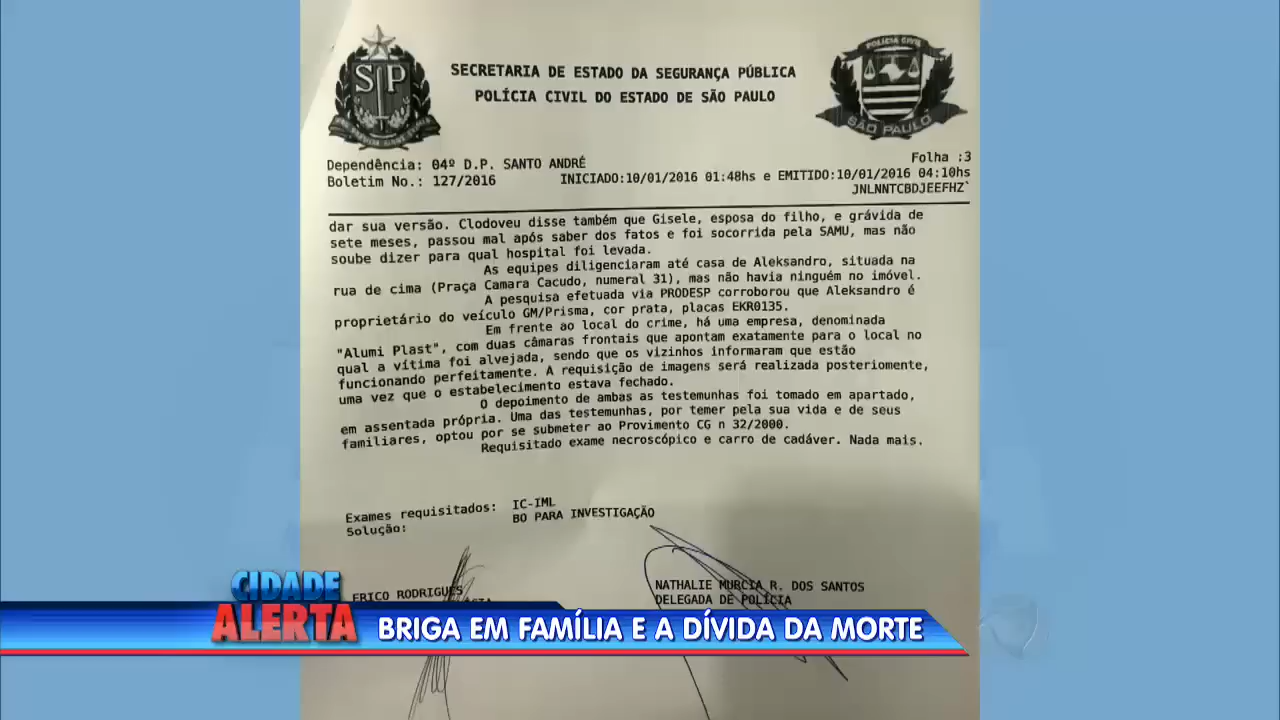 SP
SECRETARIA DE ESTADO DA SEGURANÇA PÚBLICA
POLÍCIA CIVIL DO ESTADO DE SÃO PAULO
POLÍCIA CIVIL
SÃO PAULO
Dependência: 04º D.P. SANTO ANDRÉ
Folha :3
Boletim No.: 127/2016
INICIADO:10/01/2016 01:48hs e EMITIDO:10/01/2016 04:10hs
JNLNNTCBDJEEFHZ`
dar sua versão. Clodoveu disse também que Gisele, esposa do filho, e grávida de
sete meses, passou mal após saber dos fatos e foi socorrida pela SAMU, mas não
soube dizer para qual hospital foi levada.
As equipes diligenciaram até casa de Aleksandro, situada na
rua de cima (Praça Camara Cacudo, numeral 31), mas não havia ninguém no imóvel.
A pesquisa efetuada via PRODESP corroborou que Aleksandro é
proprietário do veículo GM/Prisma, cor prata, placas EKR0135.
Em frente ao local do crime, há uma empresa, denominada
"Alumi Plast", com duas câmaras frontais que apontam exatamente para o local no
qual a vítima foi alvejada, sendo que os vizinhos informaram que estão
funcionando perfeitamente. A requisição de imagens será realizada posteriomente,
uma vez que o estabelecimento estava fechado.
O depoimento de ambas as testemunhas foi tomado em apartado,
em assentada própria. Uma das testemunhas, por temer pela sua vida e de seus
familiares, optou por se submeter ao Provimento CG n 32/2000.
Requisitado exame necroscópico e carro de cadáver. Nada mais.
Exames requisitados: IC-IML
Solução: BO PARA INVESTIGAÇÃO
ERICO RODRIGUES
NATHALIE MURCIA R. DOS SANTOS
DELEGADA DE POLÍCIA
CIDADE
ALERTA
BRIGA EM FAMÍLIA E A DÍVIDA DA MORTE